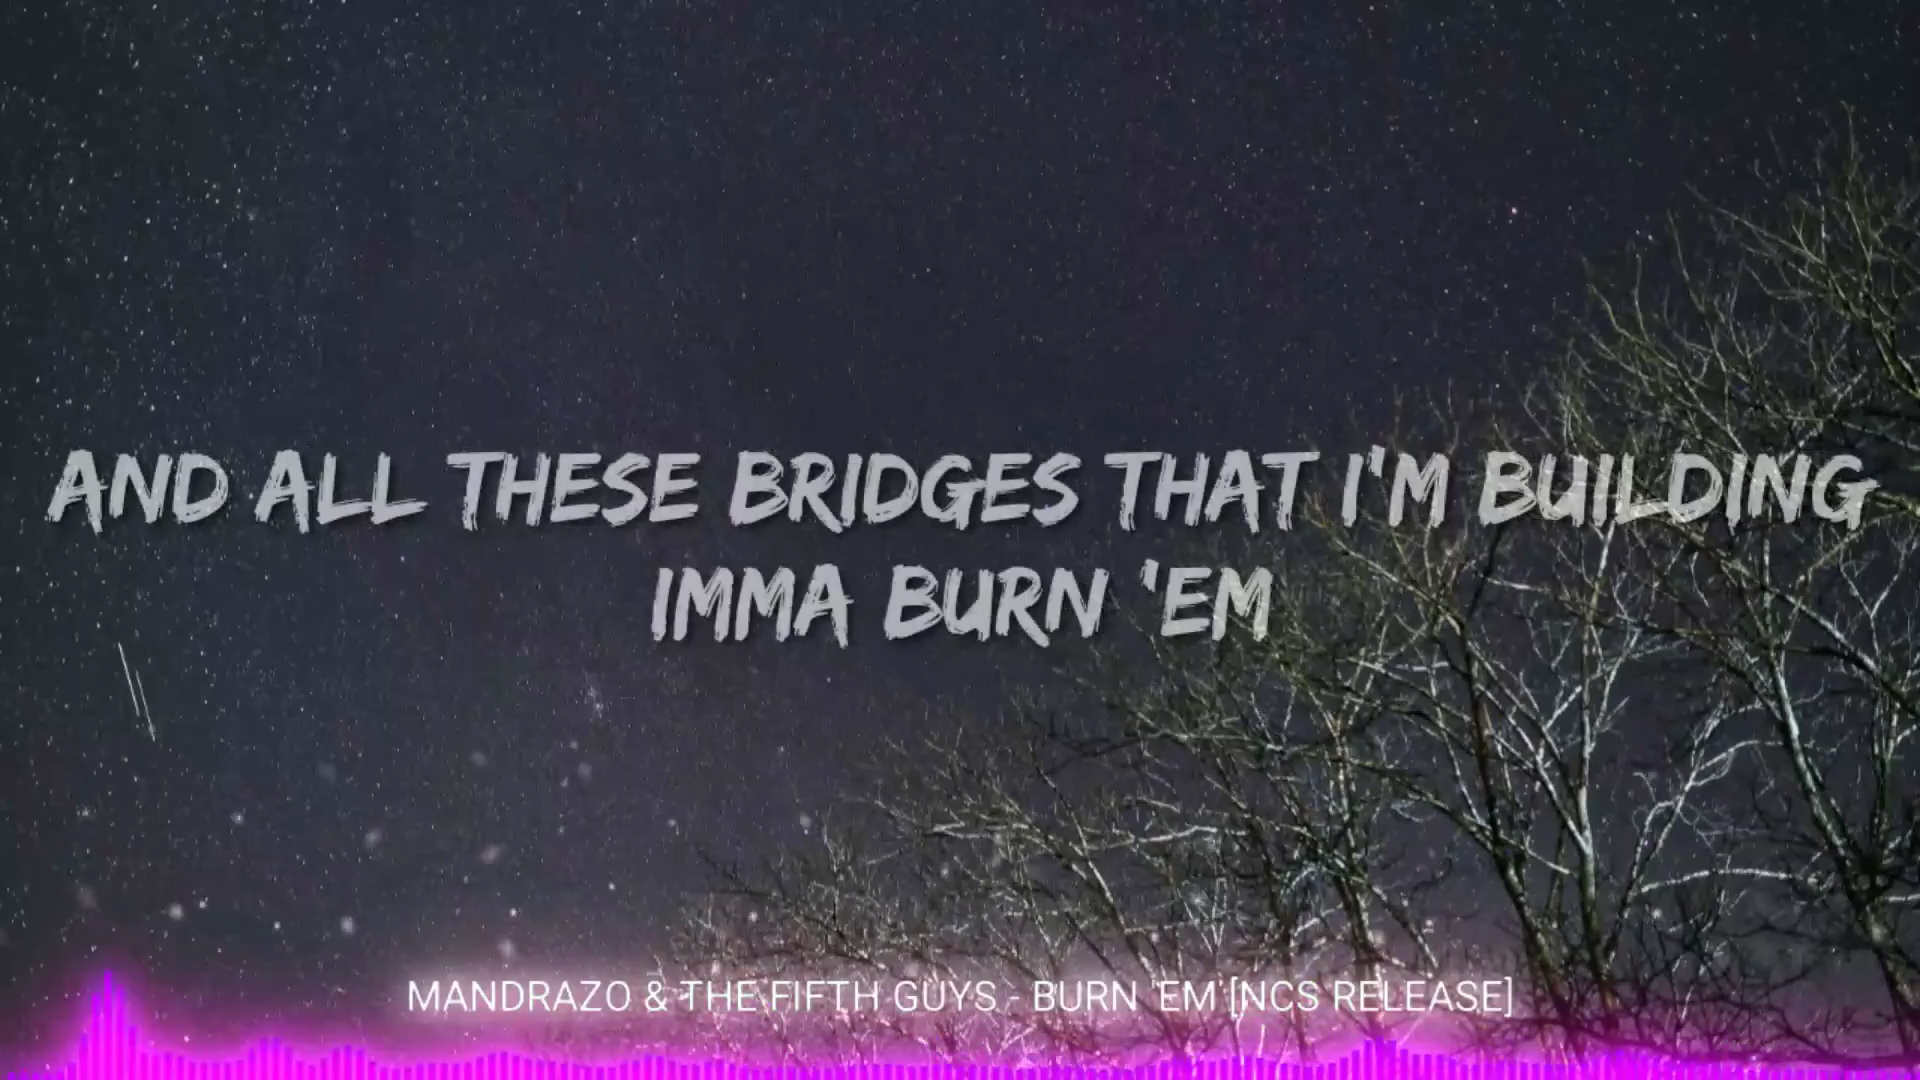 AND ALL THESE BRIDGES THAT I'M BUILDING
IMMA BURN 'EM
MANDRAZO & THE FIFTH GUYS - BURN 'EM [NCS RELEASE]